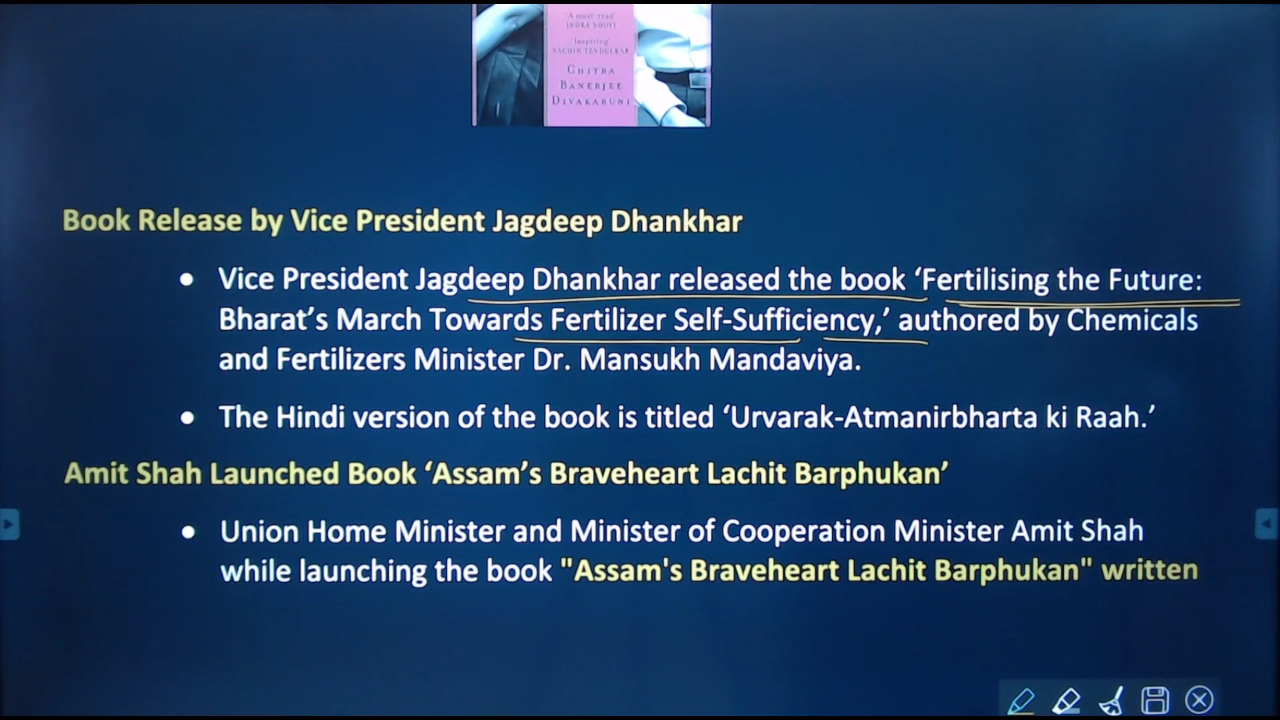 'A must-read'
INDRA NOOYI
'Inspiring'
SACHIN TENDULKAR
CHITRA
BANERJEE
DIVAKARUNI
Book Release by Vice President Jagdeep Dhankhar
• Vice President Jagdeep Dhankhar released the book ‘Fertilising the Future:
Bharat’s March Towards Fertilizer Self-Sufficiency,’ authored by Chemicals
and Fertilizers Minister Dr. Mansukh Mandaviya.
• The Hindi version of the book is titled ‘Urvarak-Atmanirbharta ki Raah.’
Amit Shah Launched Book ‘Assam’s Braveheart Lachit Barphukan’
• Union Home Minister and Minister of Cooperation Minister Amit Shah
while launching the book "Assam's Braveheart Lachit Barphukan" written